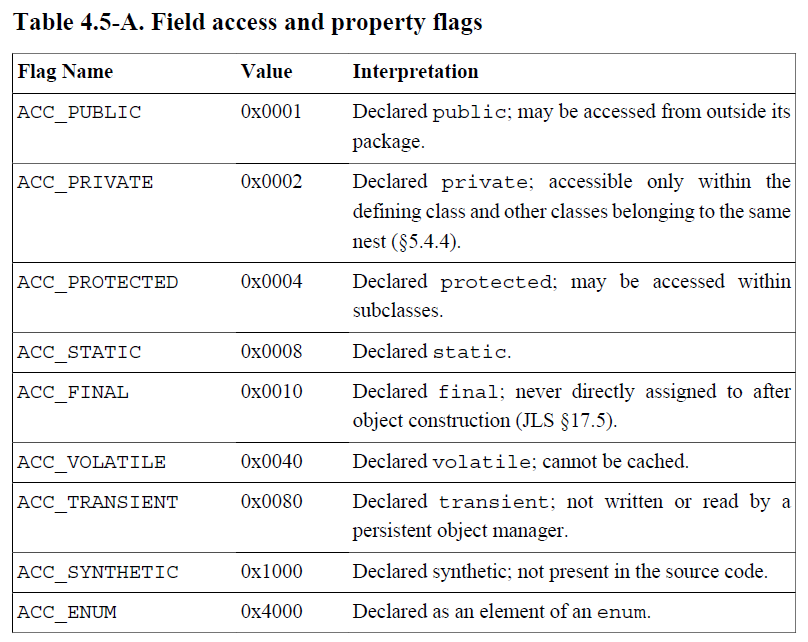 Table 4.5-A. Field access and property flags
Flag Name Value Interpretation
ACC_PUBLIC 0x0001 Declared public; may be accessed from outside its
package.
ACC_PRIVATE 0x0002 Declared private; accessible only within the
defining class and other classes belonging to the same
nest (§5.4.4).
ACC_PROTECTED 0x0004 Declared protected; may be accessed within
subclasses.
ACC_STATIC 0x0008 Declared static.
ACC_FINAL 0x0010 Declared final; never directly assigned to after
object construction (JLS §17.5).
ACC_VOLATILE 0x0040 Declared volatile; cannot be cached.
ACC_TRANSIENT 0x0080 Declared transient; not written or read by a
persistent object manager.
ACC_SYNTHETIC 0x1000 Declared synthetic; not present in the source code.
ACC_ENUM 0x4000 Declared as an element of an enum.